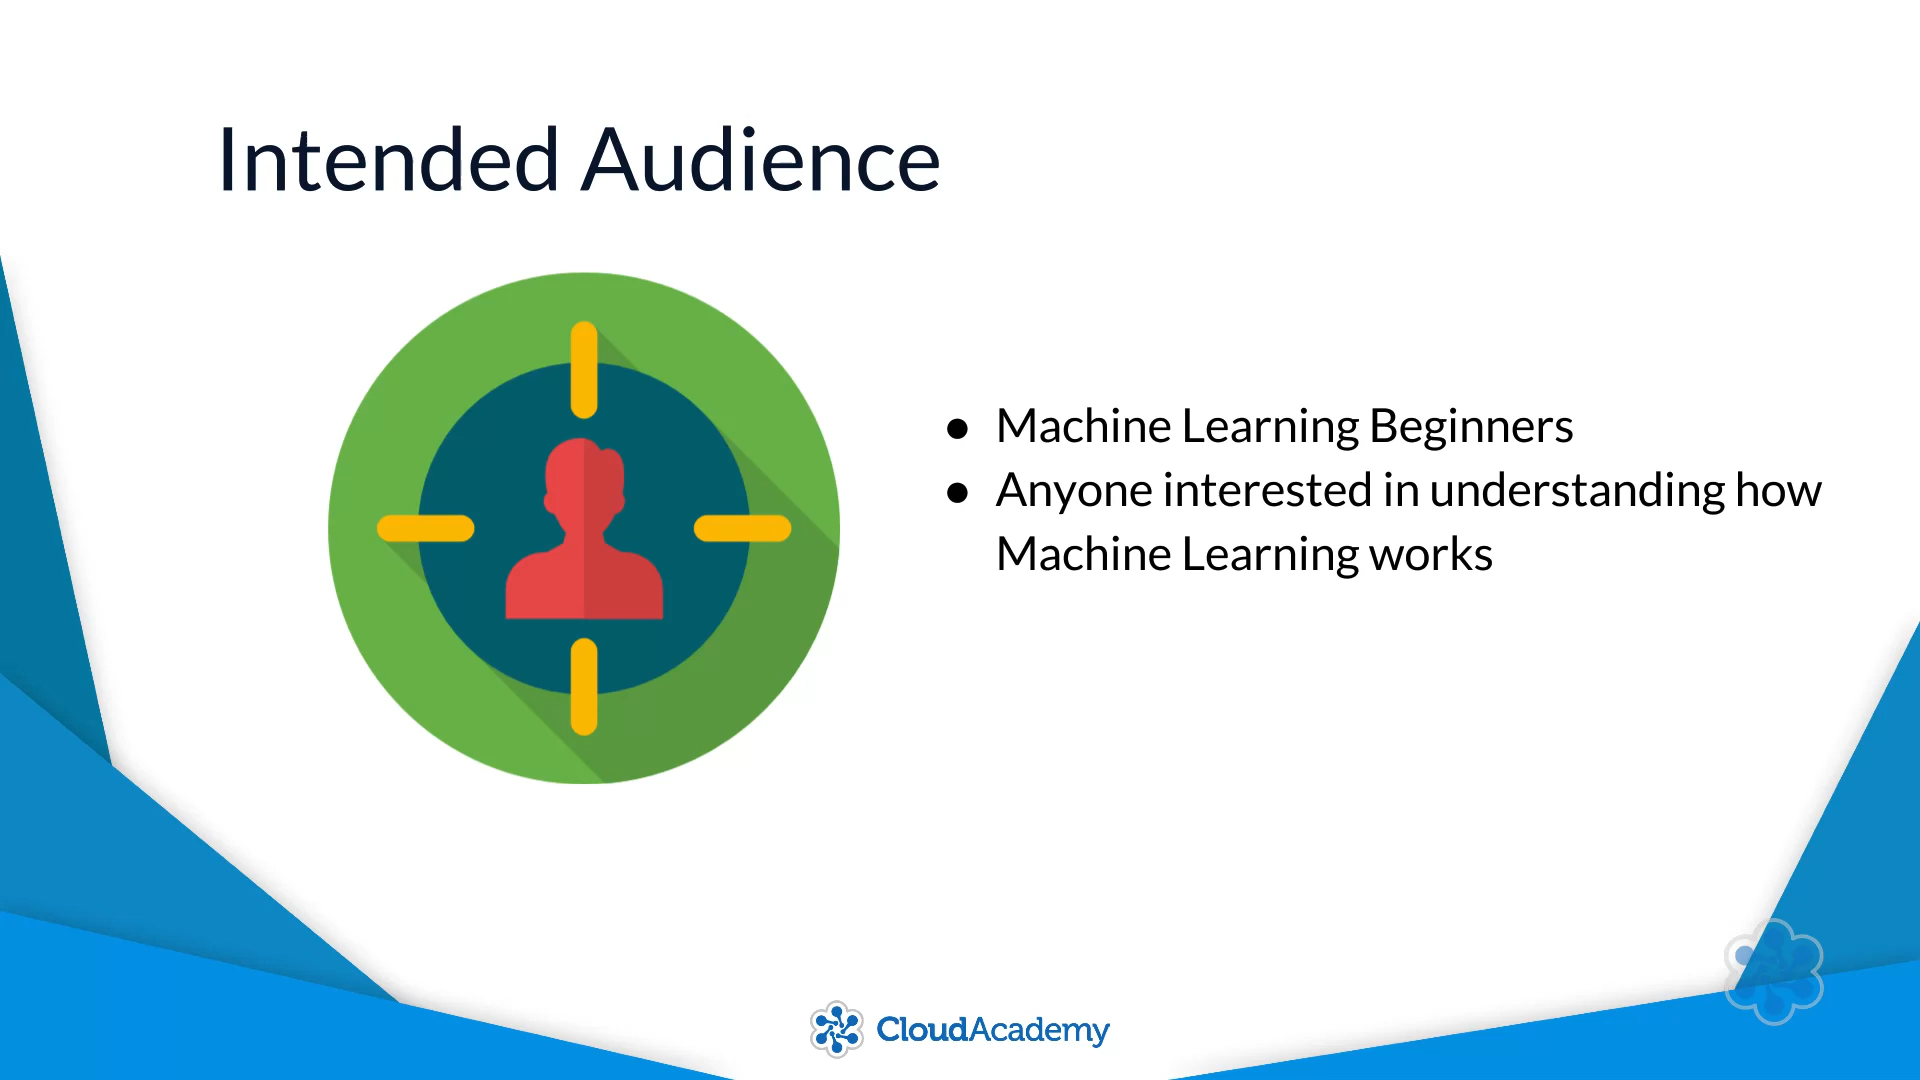 Intended Audience
● Machine Learning Beginners
● Anyone interested in understanding how
Machine Learning works
CloudAcademy